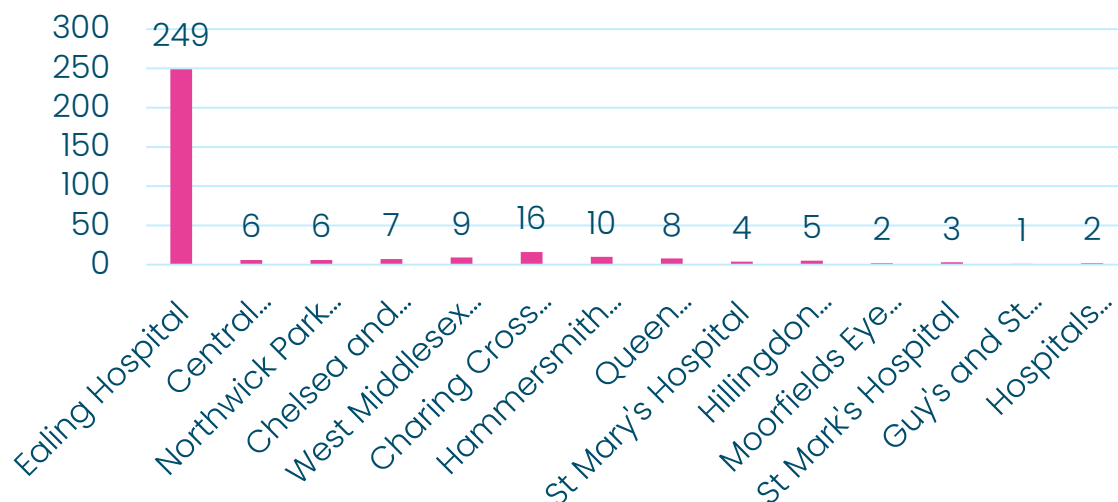 300
250
200
150
100
50
0
249
6
6
7
9
16
10
8
4
5
2
3
1
2
Ealing Hospital
Central...
Northwick Park...
Chelsea and...
West Middlesex...
Charing Cross...
Hammersmith...
Queen...
St Mary's Hospital
Hillingdon...
Moorfields Eye...
St Mark's Hospital
Guy's and St...
Hospitals...